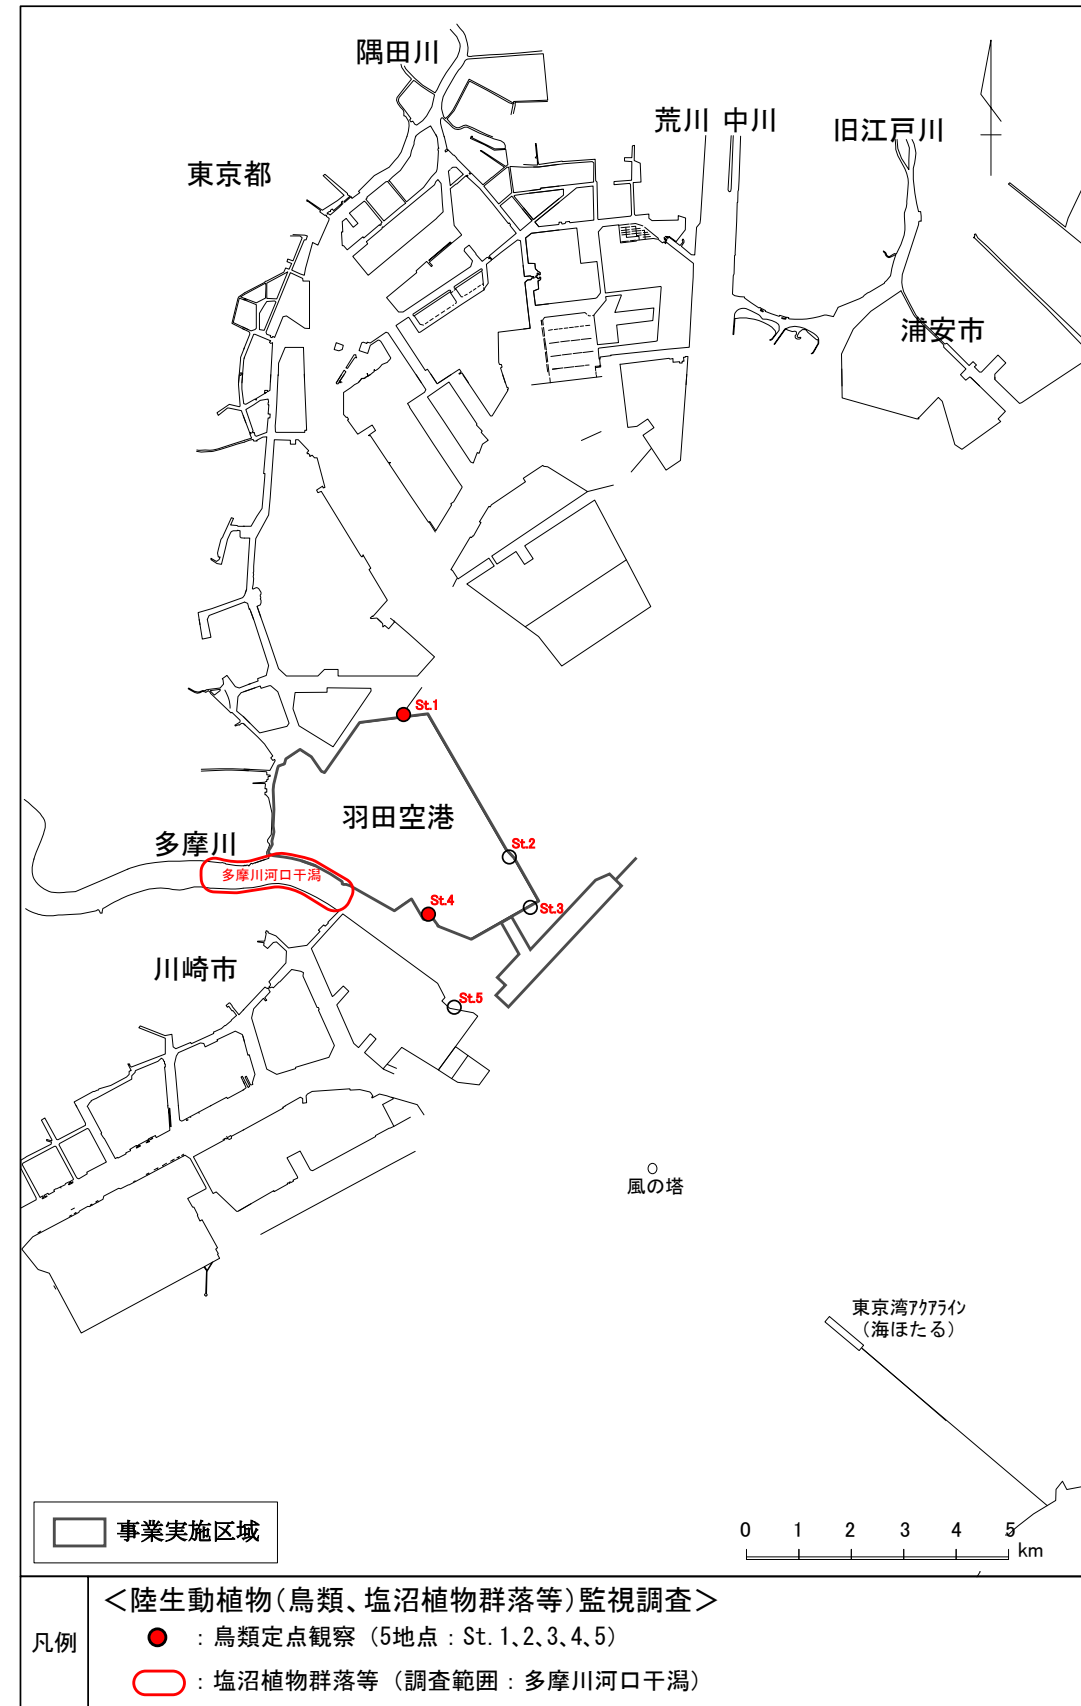 隅田川
荒川 中川
旧江戸川
東京都
浦安市
St.1
羽田空港
多摩川
St.2
多摩川河口干潟
St.4
St.3
川崎市
St.5
風の塔
東京湾アクアライン
（海ほたる）
事業実施区域
0 1 2 3 4 5
km
凡例
＜陸生動植物（鳥類、塩沼植物群落等）監視調査＞
：鳥類定点観察（5地点：St.1、2、3、4、5）
：塩沼植物群落等（調査範囲：多摩川河口干潟）